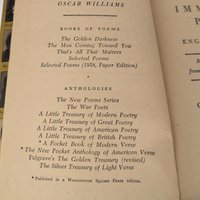 OSCAR WILLIAMS
BOOKS OF POEMS
The Golden Darkness
The Man Coming Toward You
That's All That Matters
Selected Poems
Selected Poems (1958, Paper Edition)
ANTHOLOGIES
The New Poems Series
The War Poets
A Little Treasury of Modern Poetry
A Little Treasury of Great Poetry
A Little Treasury of American Poetry
A Little Treasury of British Poetry
*A Pocket Book of Modern Verse
*The New Pocket Anthology of American Verse
Palgrave's The Golden Treasury (revised)
The Silver Treasury of Light Verse
*Published in a WASHINGTON SQUARE PRESS edition.
IMM
P
ENG